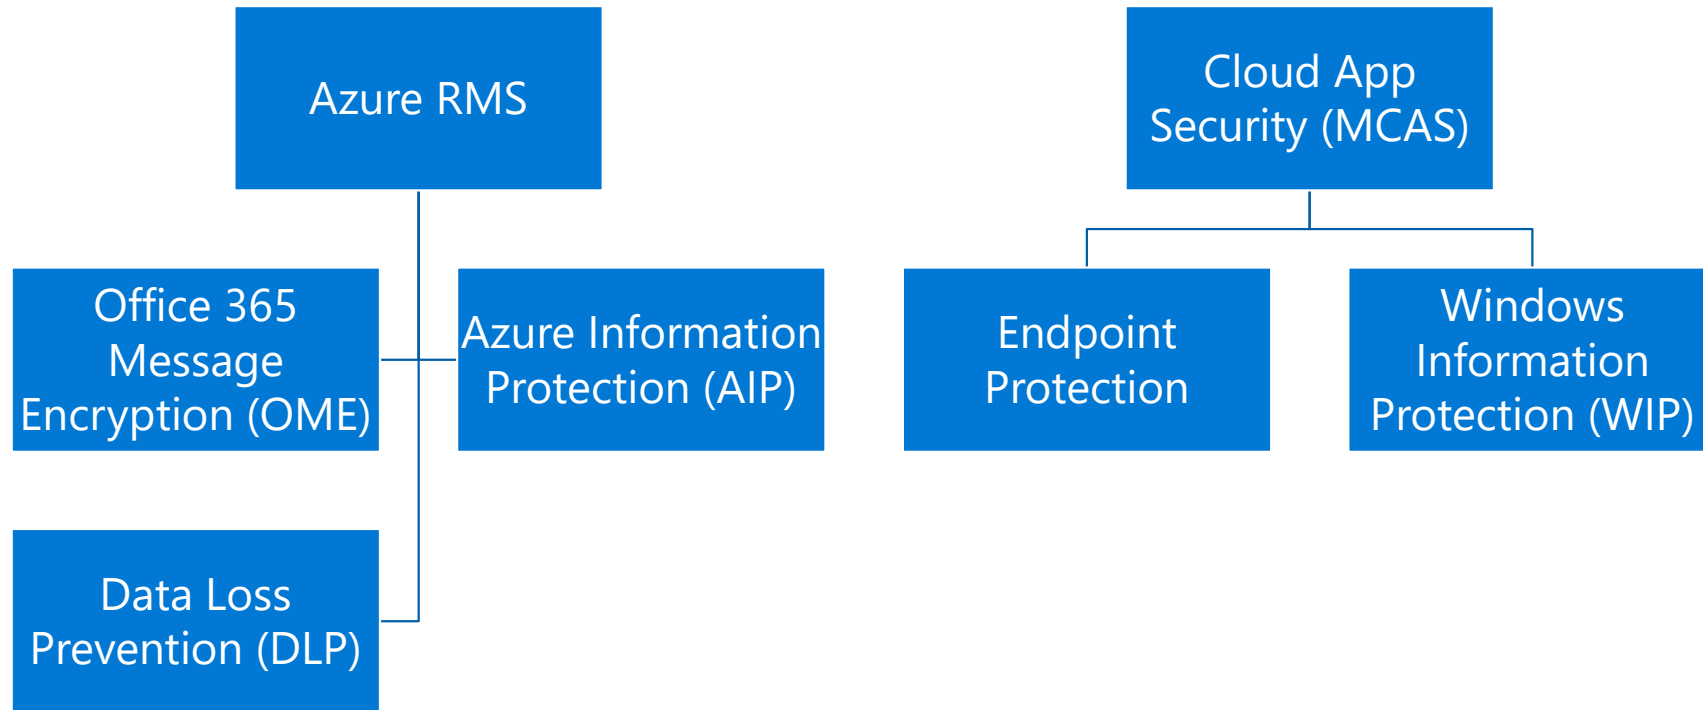 Azure RMS
Cloud App
Security (MCAS)
Office 365
Message
Encryption (OME)
Azure Information
Protection (AIP)
Endpoint
Protection
Windows
Information
Protection (WIP)
Data Loss
Prevention (DLP)